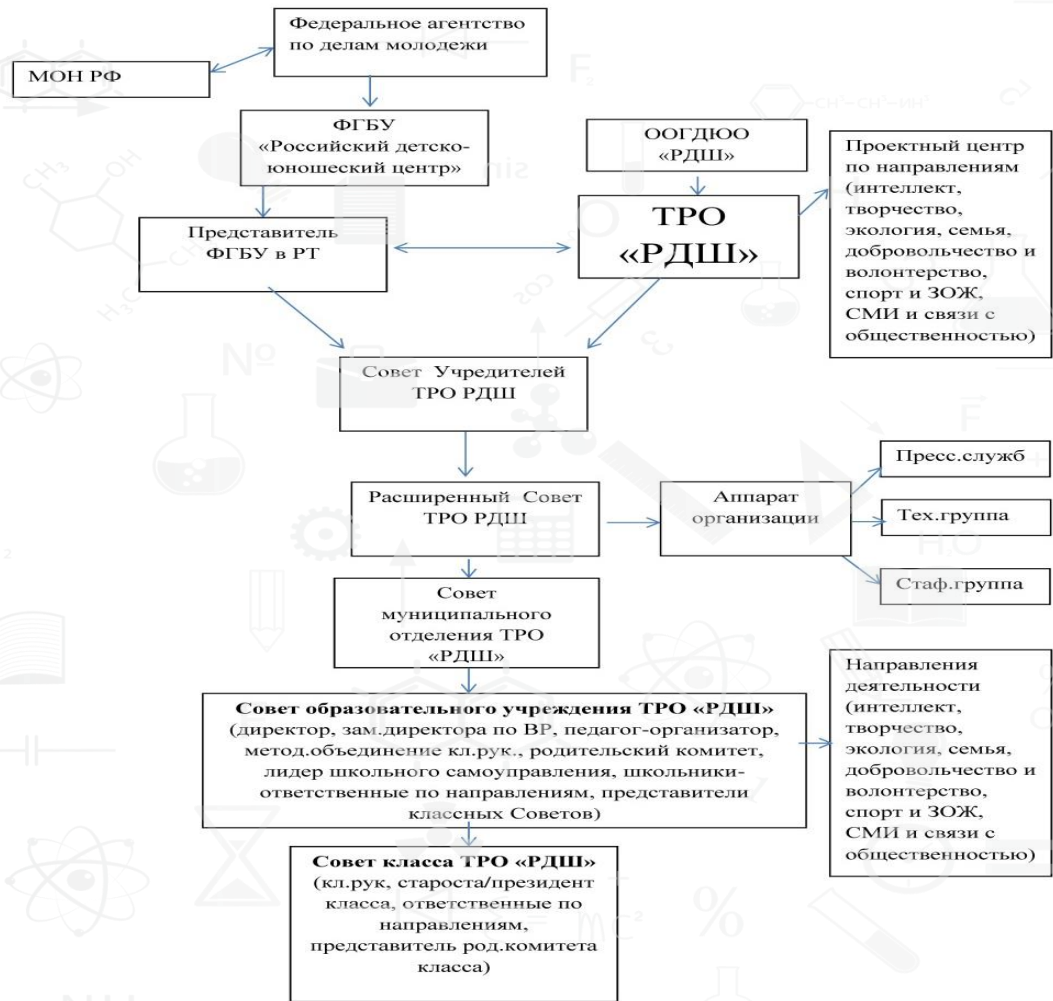 Федеральное агентство
по делам молодежи
МОН РФ
ФГБУ
«Российский детско-
юношеский центр»
ООГДЮО
«РДШ»
Проектный центр
по направлениям
(интеллект,
творчество,
экология, семья,
добровольчество и
волонтерство,
спорт и ЗОЖ,
СМИ и связи с
общественностью)
Представитель
ФГБУ в РТ
ТРО
«РДШ»
Совет Учредителей
ТРО РДШ
Расширенный Совет
ТРО РДШ
Аппарат
организации
Пресс.служб
Тех.группа
Стаф.группа
Совет
муниципального
отделения ТРО
«РДШ»
Совет образовательного учреждения ТРО «РДШ»
(директор, зам.директора по ВР, педагог-организатор,
метод.объединение кл.рук., родительский комитет,
лидер школьного самоуправления, школьники-
ответственные по направлениям, представители
классных Советов)
Направления
деятельности
(интеллект,
творчество,
экология, семья,
добровольчество и
волонтерство,
спорт и ЗОЖ,
СМИ и связи с
общественностью)
Совет класса ТРО «РДШ»
(кл.рук, староста/президент
класса, ответственные по
направлениям,
представитель род.комитета
класса)